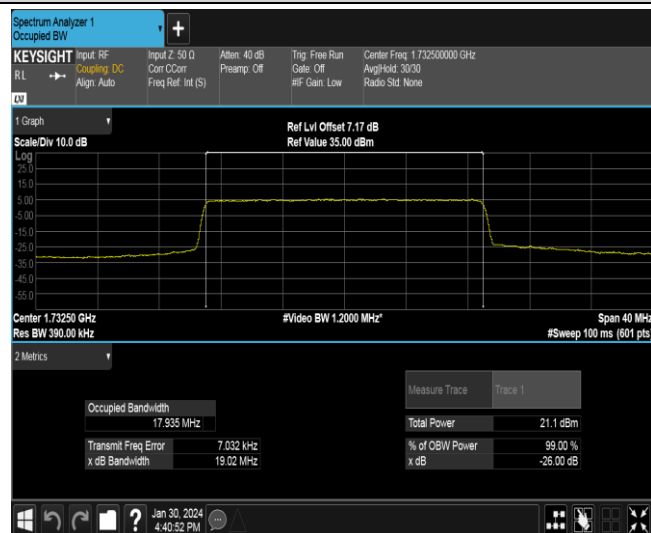 Spectrum Analyzer 1
Occupied BW
+
KEYSIGHT
RL
Input: RF
Coupling: DC
Align: Auto
Input Z: 50 Ω
Corr CCorr
Freq Ref: Int (S)
Atten: 40 dB
Preamp: Off
Trig: Free Run
Gate: Off
#IF Gain: Low
Center Freq: 1.732500000 GHz
Avg|Hold: 30/30
Radio Std: None
LXI
1 Graph
Scale/Div 10.0 dB
Ref Lvl Offset 7.17 dB
Ref Value 35.00 dBm
Log
25.0
15.0
5.00
-5.00
-15.0
-25.0
-35.0
-45.0
-55.0
Center 1.73250 GHz
#Video BW 1.2000 MHz*
Span 40 MHz
Res BW 390.00 kHz
#Sweep 100 ms (601 pts)
2 Metrics
Measure Trace
Trace 1
Occupied Bandwidth
17.935 MHz
Total Power
21.1 dBm
Transmit Freq Error
7.032 kHz
% of OBW Power
99.00 %
x dB Bandwidth
19.02 MHz
x dB
-26.00 dB
?
Jan 30, 2024
4:40:52 PM